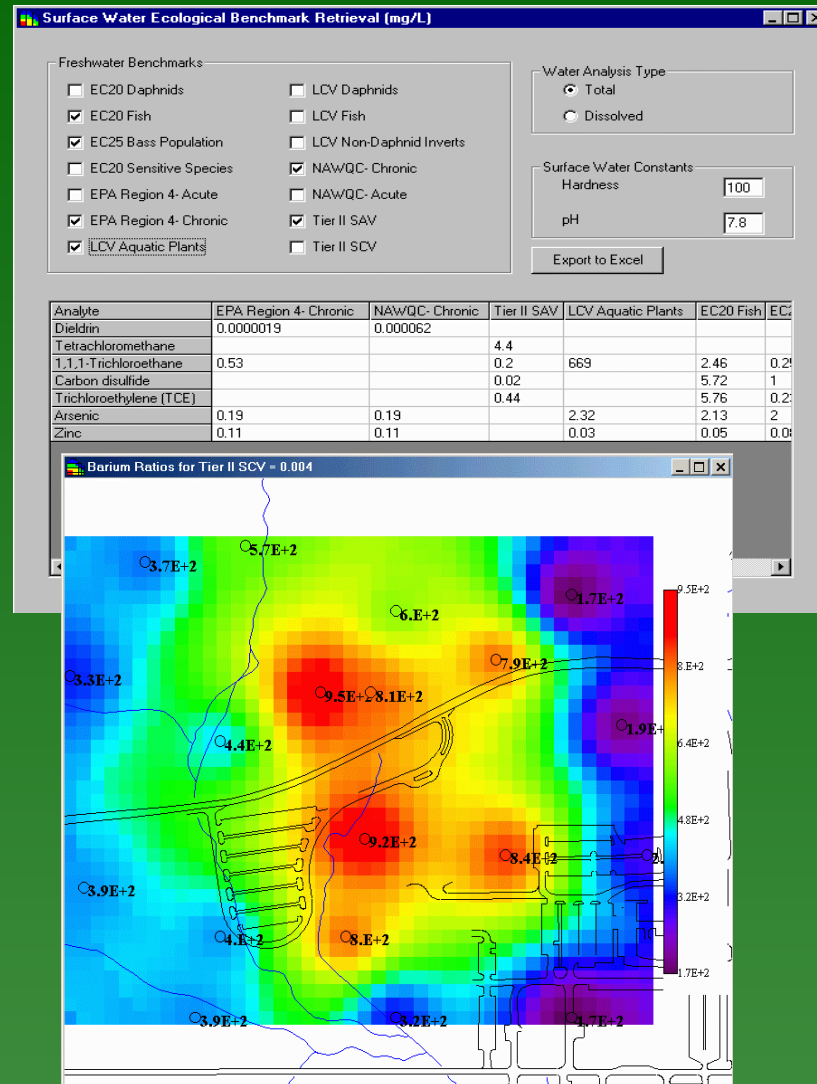 Surface Water Ecological Benchmark Retrieval (mg/L)
Freshwater Benchmarks
EC20 Daphnids
EC20 Fish
EC25 Bass Population
EC20 Sensitive Species
EPA Region 4- Acute
EPA Region 4- Chronic
LCV Aquatic Plants
LCV Daphnids
LCV Fish
LCV Non-Daphnid Inverts
NAWQC- Chronic
NAWQC- Acute
Tier II SAV
Tier II SCV
Water Analysis Type
Total
Dissolved
Surface Water Constants
Hardness 100
pH 7.8
Export to Excel
Analyte EPA Region 4- Chronic NAWQC- Chronic Tier II SAV LCV Aquatic Plants EC20 Fish
Dieldrin 0.0000019 0.000062
Tetrachloromethane 4.4
1,1,1-Trichloroethane 0.53 0.2 669 2.46
Carbon disulfide 0.02 5.72 1
Trichloroethylene (TCE) 0.44 5.76
Arsenic 0.19 0.19 2.32 2.13 2
Zinc 0.11 0.11 0.03 0.05
Barium Ratios for Tier II SCV = 0.004
5.7E+2
3.7E+2
9.5E+2
1.7E+2
6.E+2
7.9E+2
8.E+2
3.3E+2
8.1E+2
4.4E+2
6.4E+2
4.8E+2
9.2E+2
8.4E+2
3.9E+2
3.2E+2
4.E+2
8.E+2
1.7E+2
3.9E+2
3.2E+2
1.7E+2